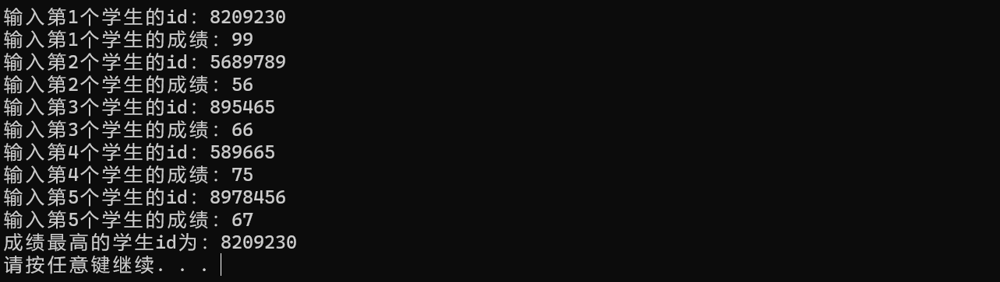 输入第1个学生的id：8209230
输入第1个学生的成绩：99
输入第2个学生的id：5689789
输入第2个学生的成绩：56
输入第3个学生的id：895465
输入第3个学生的成绩：66
输入第4个学生的id：589665
输入第4个学生的成绩：75
输入第5个学生的id：8978456
输入第5个学生的成绩：67
成绩最高的学生id为：8209230
请按任意键继续. . .